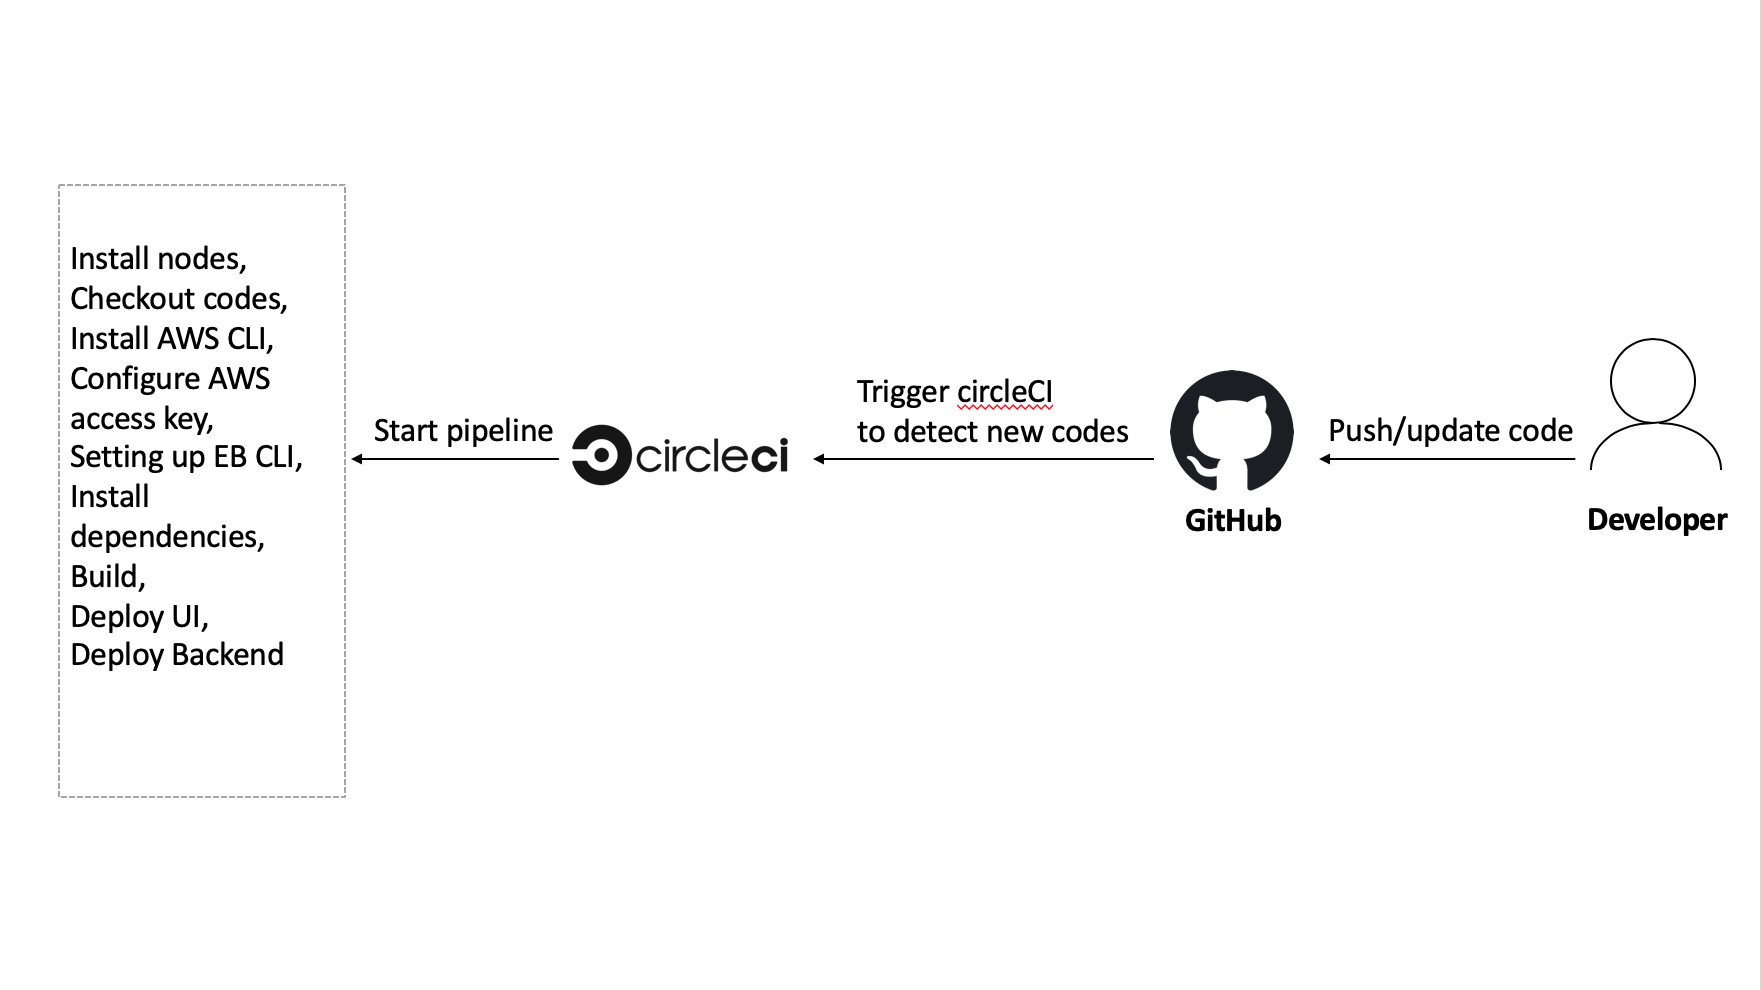 Install nodes,
Checkout codes,
Install AWS CLI,
Configure AWS
access key,
Setting up EB CLI,
Install
dependencies,
Build,
Deploy UI,
Deploy Backend
Start pipeline
circleci
Trigger circleCI
to detect new codes
GitHub
Push/update code
Developer